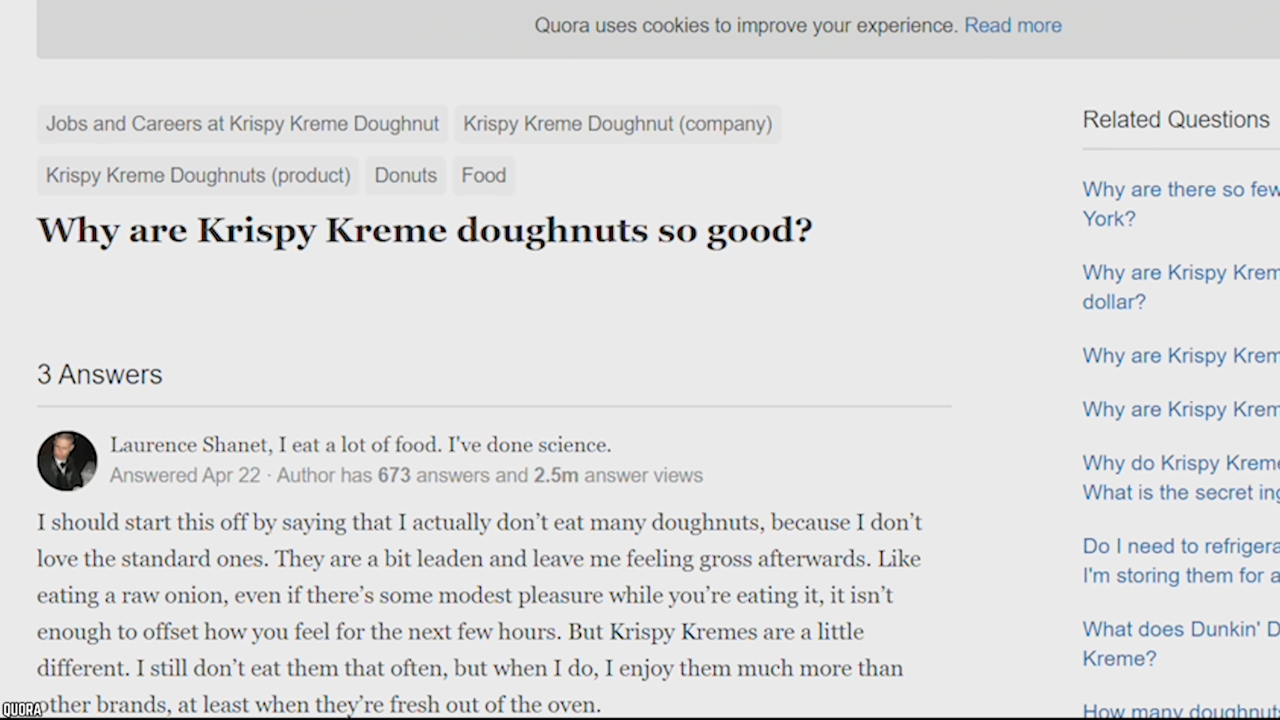 Quora uses cookies to improve your experience. Read more
Jobs and Careers at Krispy Kreme Doughnut
Krispy Kreme Doughnut (company)
Krispy Kreme Doughnuts (product)
Donuts
Food
Why are Krispy Kreme doughnuts so good?
3 Answers
Laurence Shanet, I eat a lot of food. I've done science.
Answered Apr 22 · Author has 673 answers and 2.5m answer views
I should start this off by saying that I actually don’t eat many doughnuts, because I don’t
love the standard ones. They are a bit leaden and leave me feeling gross afterwards. Like
eating a raw onion, even if there’s some modest pleasure while you’re eating it, it isn’t
enough to offset how you feel for the next few hours. But Krispy Kremes are a little
different. I still don’t eat them that often, but when I do, I enjoy them much more than
other brands, at least when they’re fresh out of the oven.
Related Questions
Why are there so few
York?
Why are Krispy Krem
dollar?
Why are Krispy Krem
Why are Krispy Krem
Why do Krispy Kreme
What is the secret ing
Do I need to refrigera
I'm storing them for a
What does Dunkin' D
Kreme?
How many doughnuts
QUORA